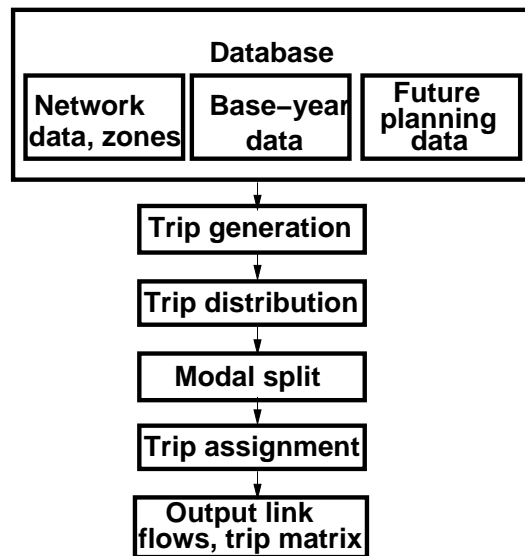 Database
Network
data, zones
Base–year
data
Future
planning
data
Trip generation
Trip distribution
Modal split
Trip assignment
Output link
flows, trip matrix